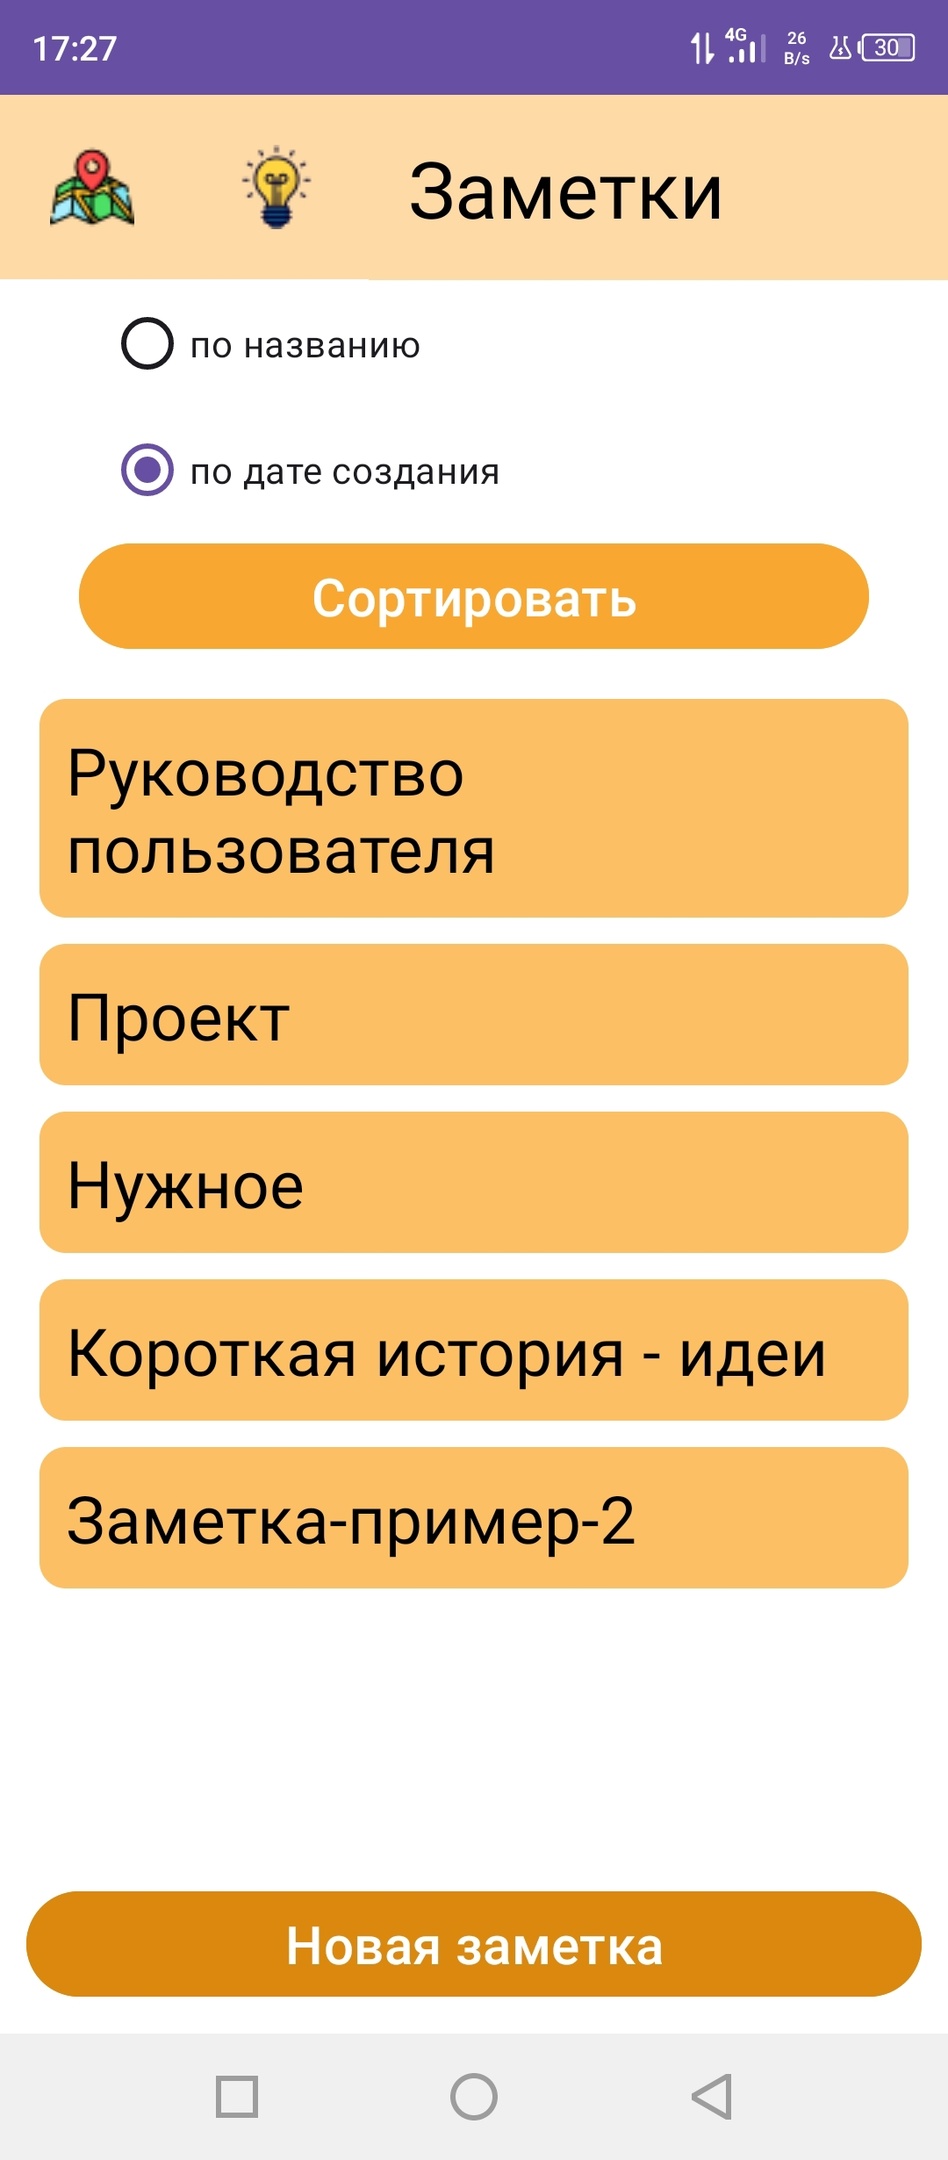 17:27
4G
26
B/s
30
Заметки
по названию
по дате создания
Сортировать
Руководство
пользователя
Проект
Нужное
Короткая история - идеи
Заметка-пример-2
Новая заметка